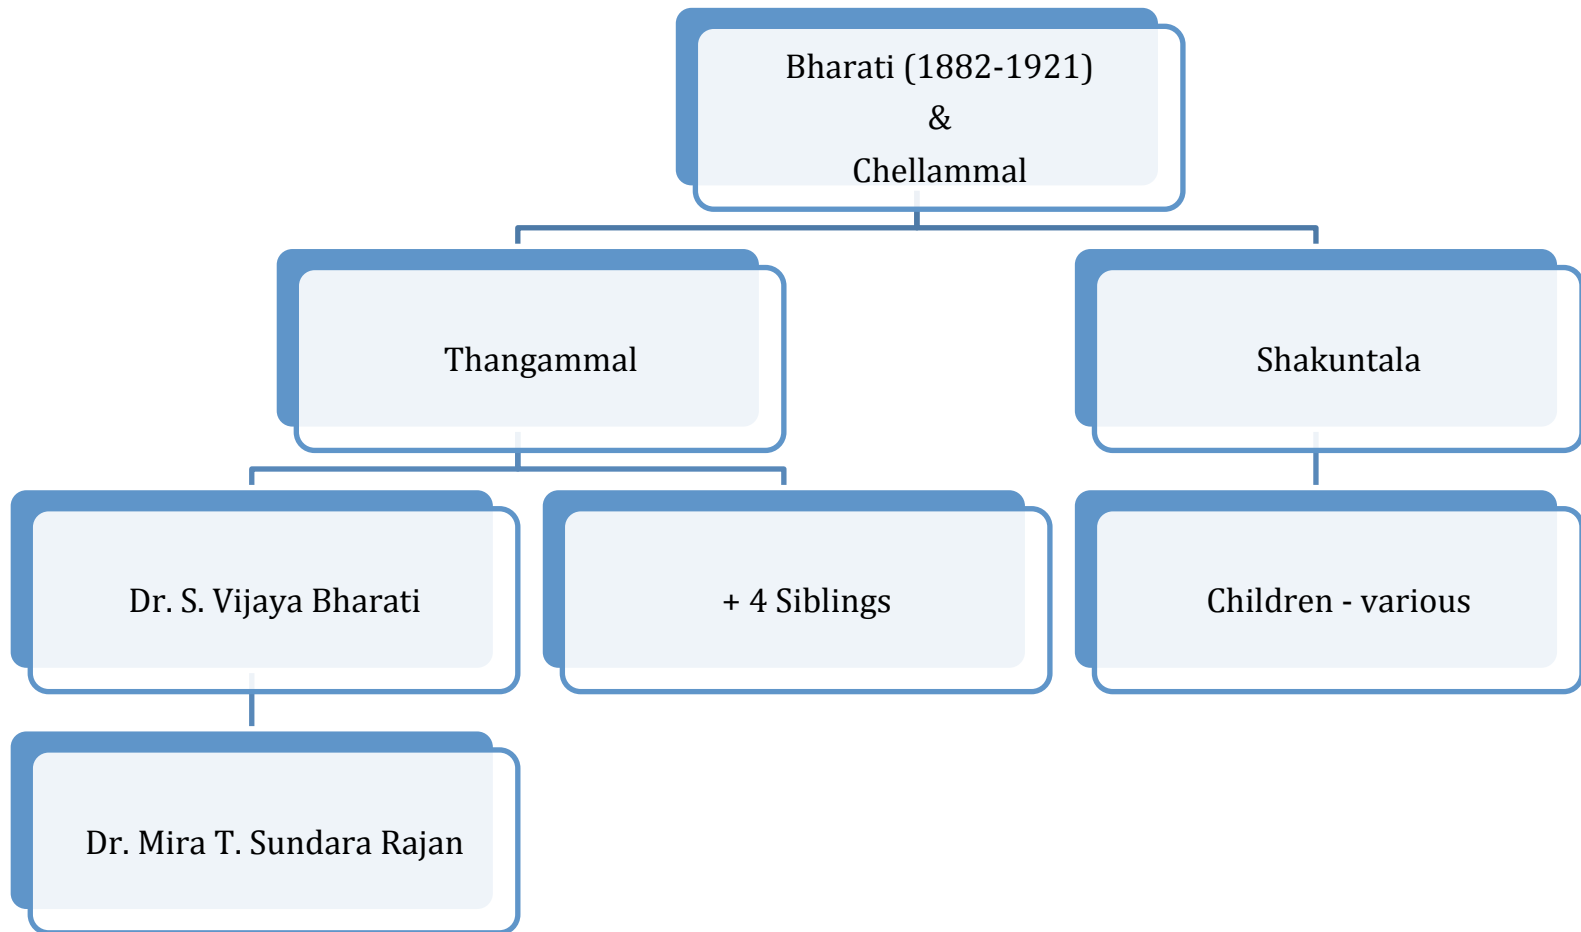 Bharati (1882-1921)
&
Chellammal
Thangammal
Shakuntala
Dr. S. Vijaya Bharati
+ 4 Siblings
Children - various
Dr. Mira T. Sundara Rajan